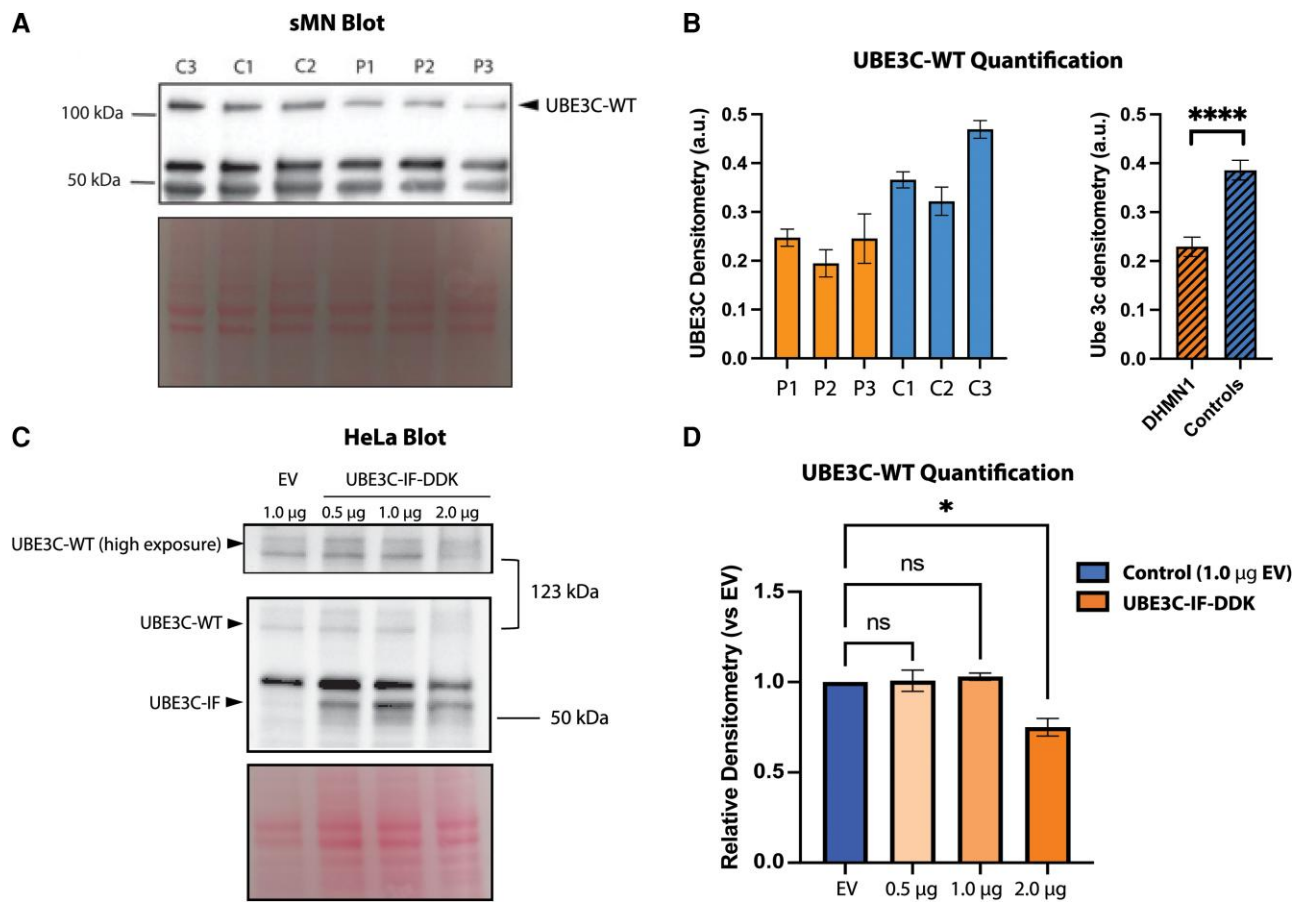 A
sMN Blot
C3 C1 C2 P1 P2 P3
100 kDa
UBE3C-WT
50 kDa
B
UBE3C-WT Quantification
UBE3C Densitometry (a.u.)
0.5
0.4
0.3
0.2
0.1
0.0
P1 P2 P3 C1 C2 C3
Ube 3c densitometry (a.u.)
0.5
0.4
0.3
0.2
0.1
0.0
****
DHMN1
Controls
C
HeLa Blot
EV UBE3C-IF-DDK
1.0 μg 0.5 μg 1.0 μg 2.0 μg
UBE3C-WT (high exposure)
123 kDa
UBE3C-WT
UBE3C-IF
50 kDa
D
UBE3C-WT Quantification
*
ns
ns
Control (1.0 μg EV)
UBE3C-IF-DDK
Relative Densitometry (vs EV)
1.5
1.0
0.5
0.0
EV 0.5 μg 1.0 μg 2.0 μg